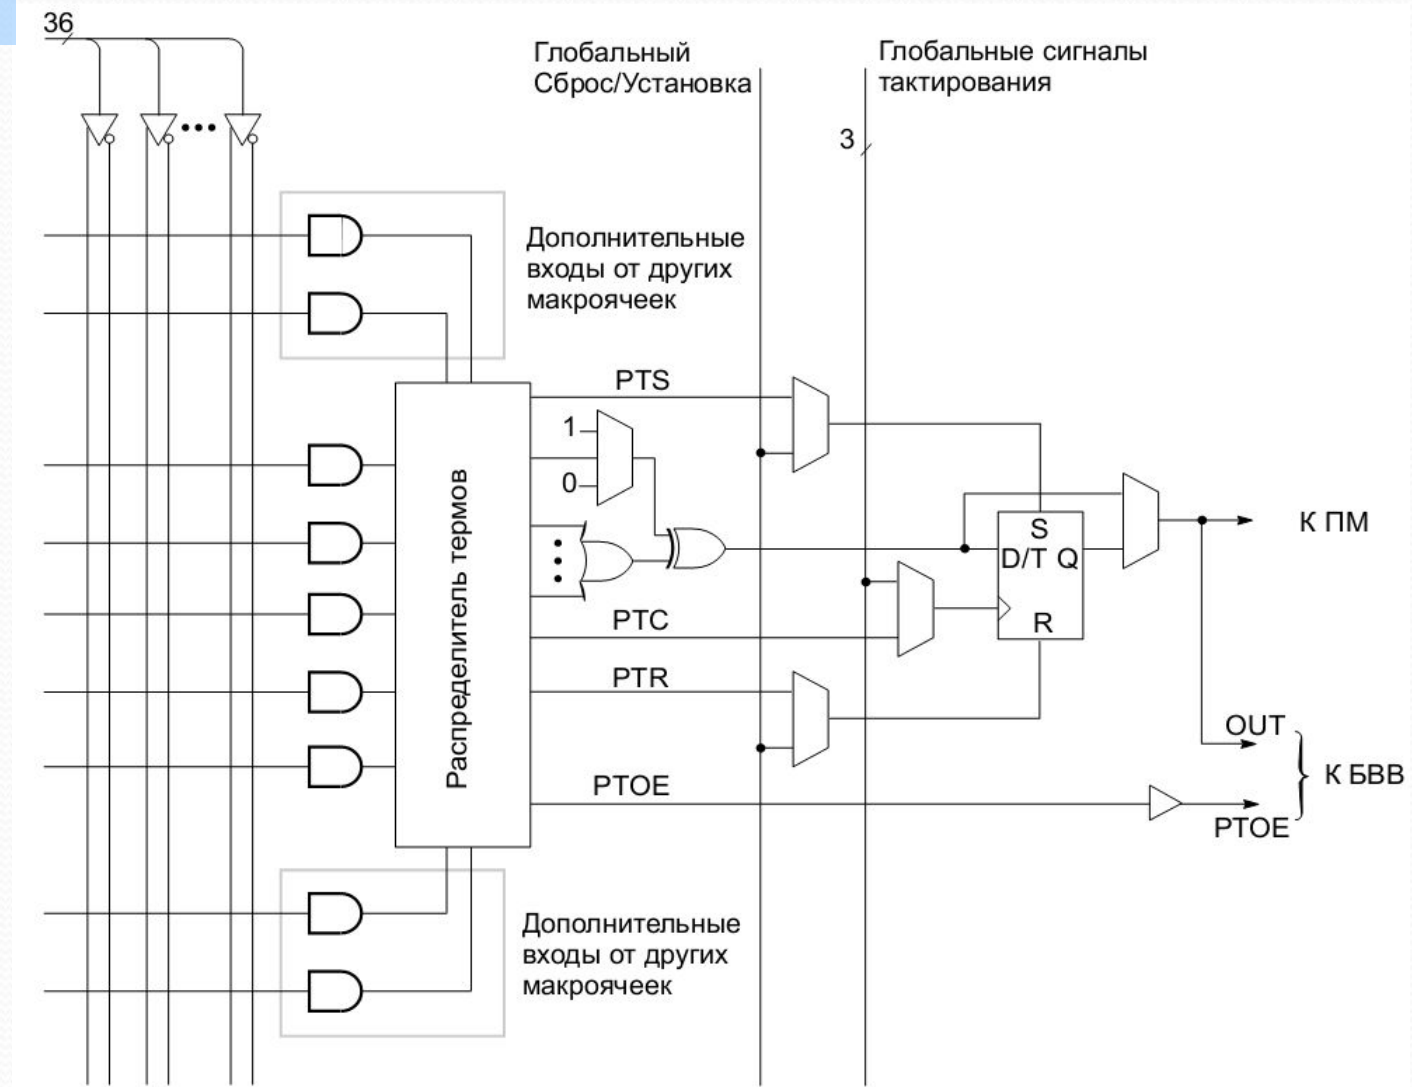 36
Глобальный
Сброс/Установка
Глобальные сигналы
тактирования
3
Дополнительные
входы от других
макроячеек
PTS
1
0
Распределитель термов
S
D/T Q
R
К ПМ
PTC
PTR
OUT
К БВВ
PTOE
PTOE
Дополнительные
входы от других
макроячеек